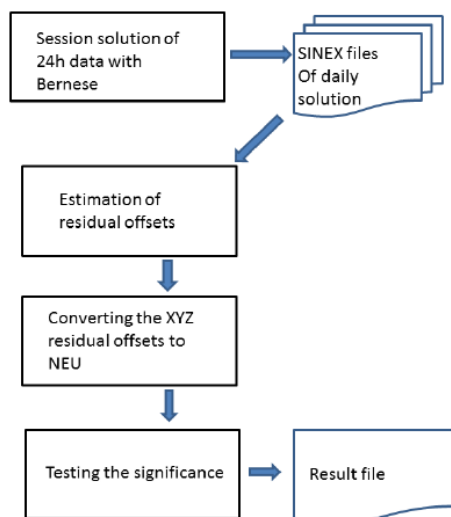 Session solution of
24h data with
Bernese
SINEX files
Of daily
solution
Estimation of
residual offsets
Converting the XYZ
residual offsets to
NEU
Testing the significance
Result file